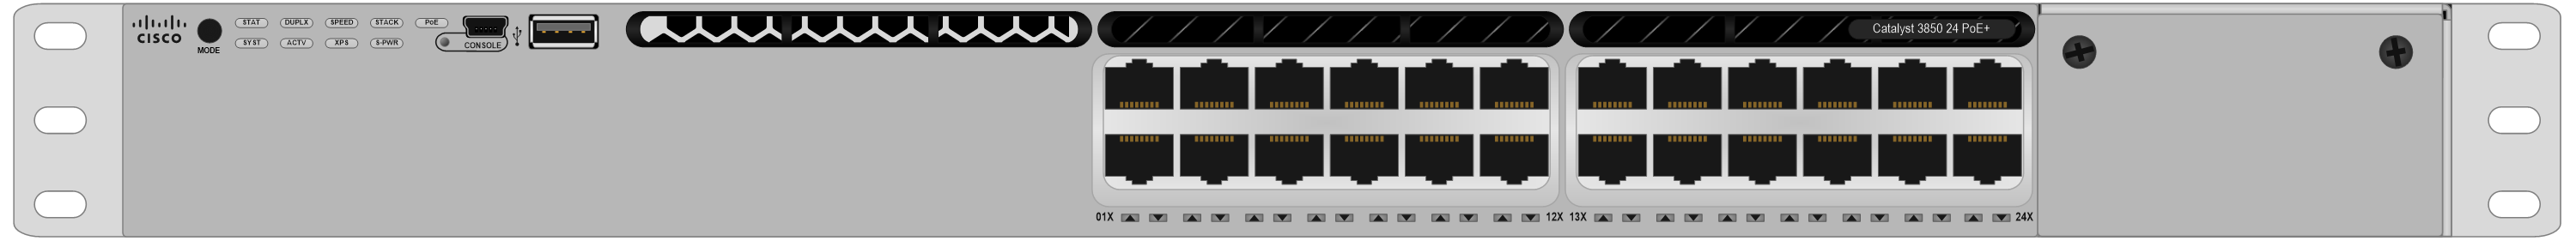 STAT DUPLX SPEED STACK PoE
CISCO
MODE
SYST ACTV XPS S-PWR
CONSOLE
Catalyst 3850 24 PoE+
01X 12X 13X 24X